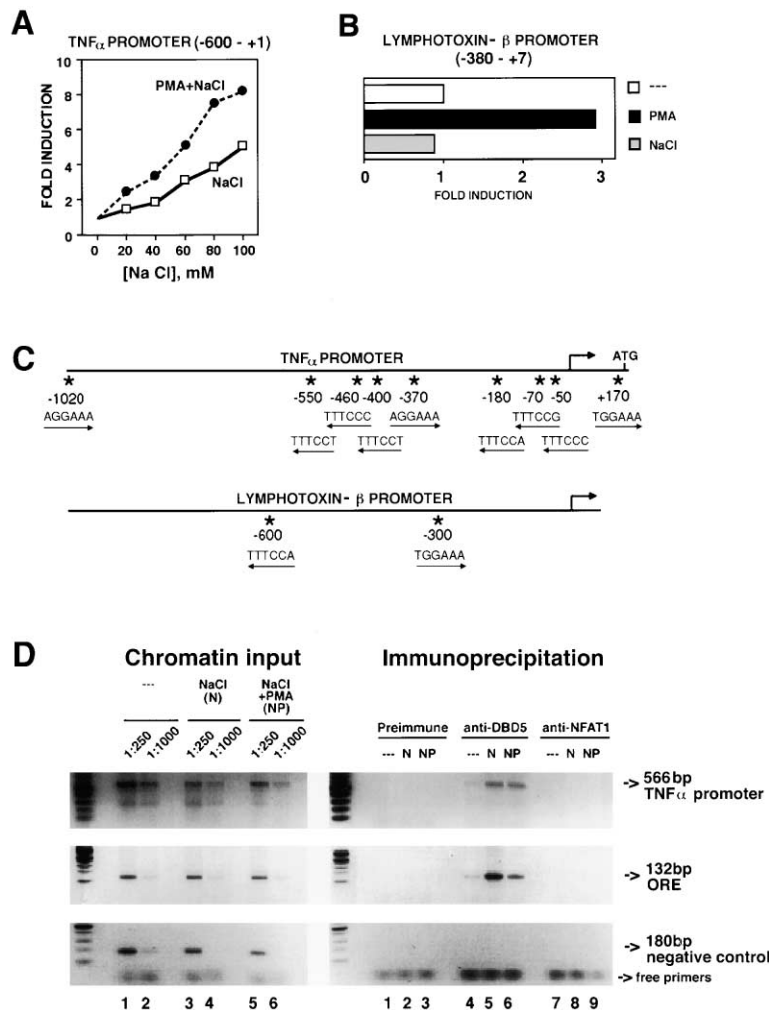 A
TNFα PROMOTER (-600 - +1)
FOLD INDUCTION
10
8
6
4
2
0
PMA+NaCl
NaCl
0 20 40 60 80 100
[Na Cl], mM
B
LYMPHOTOXIN- β PROMOTER
(-380 - +7)
---
PMA
NaCl
0 1 2 3
FOLD INDUCTION
C
TNFα PROMOTER
ATG
* * * * * * * * *
-1020 -550 -460 -400 -370 -180 -70 -50 +170
AGGAAA TTTCCC AGGAAA TTTCCG TGGAAA
TTTCCT TTTCCT TTTCCA TTTCCC
LYMPHOTOXIN- β PROMOTER
* *
-600 -300
TTTCCA TGGAAA
D
Chromatin input
--- NaCl (N) NaCl +PMA (NP)
1:250 1:1000 1:250 1:1000 1:250 1:1000
Immunoprecipitation
Preimmune anti-DBD5 anti-NFAT1
--- N NP --- N NP --- N NP
-> 566bp
TNFα promoter
-> 132bp
ORE
-> 180bp
negative control
-> free primers
1 2 3 4 5 6
1 2 3 4 5 6 7 8 9